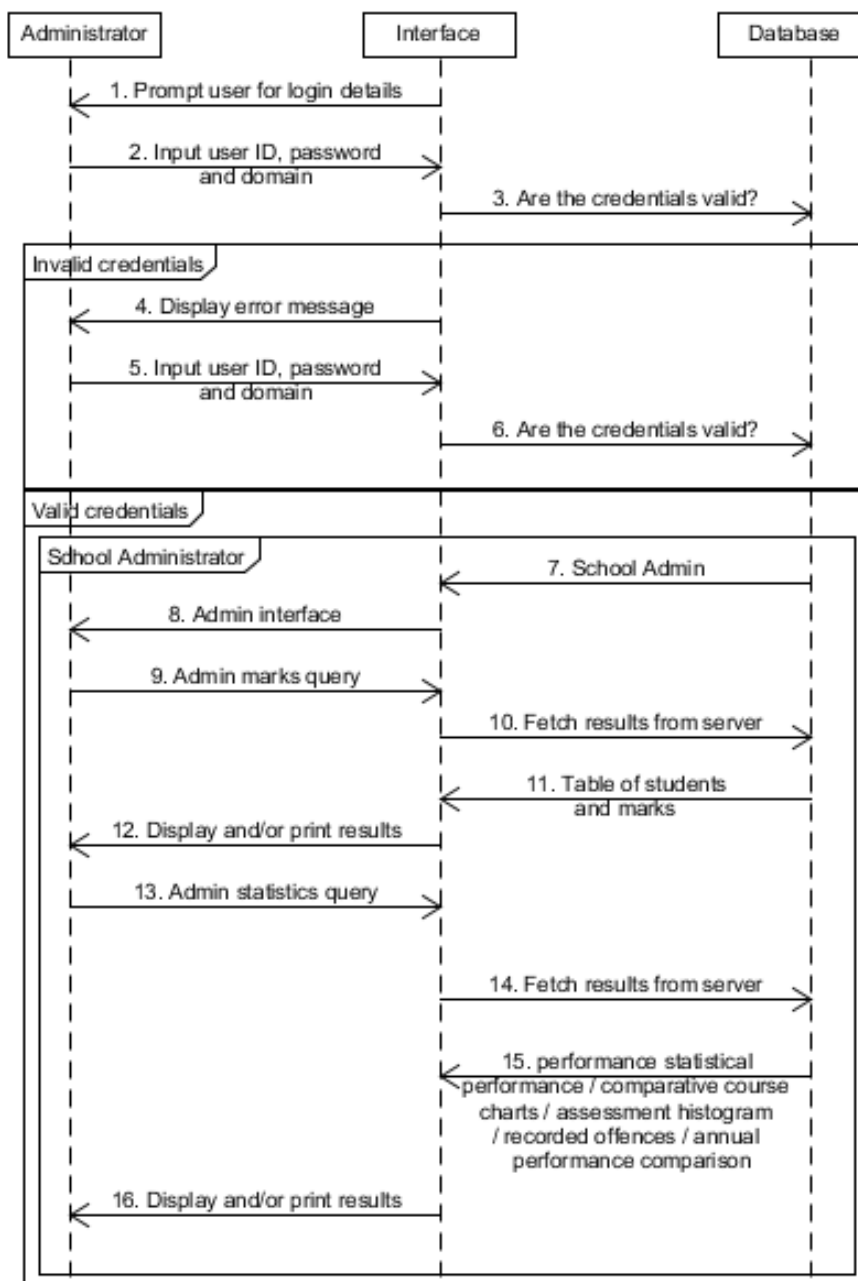 Administrator
Interface
Database
1. Prompt user for login details
2. Input user ID, password
and domain
3. Are the credentials valid?
Invalid credentials
4. Display error message
5. Input user ID, password
and domain
6. Are the credentials valid?
Valid credentials
School Administrator
7. School Admin
8. Admin interface
9. Admin marks query
10. Fetch results from server
11. Table of students
and marks
12. Display and/or print results
13. Admin statistics query
14. Fetch results from server
15. performance statistical
performance / comparative course
charts / assessment histogram
/ recorded offences / annual
performance comparison
16. Display and/or print results